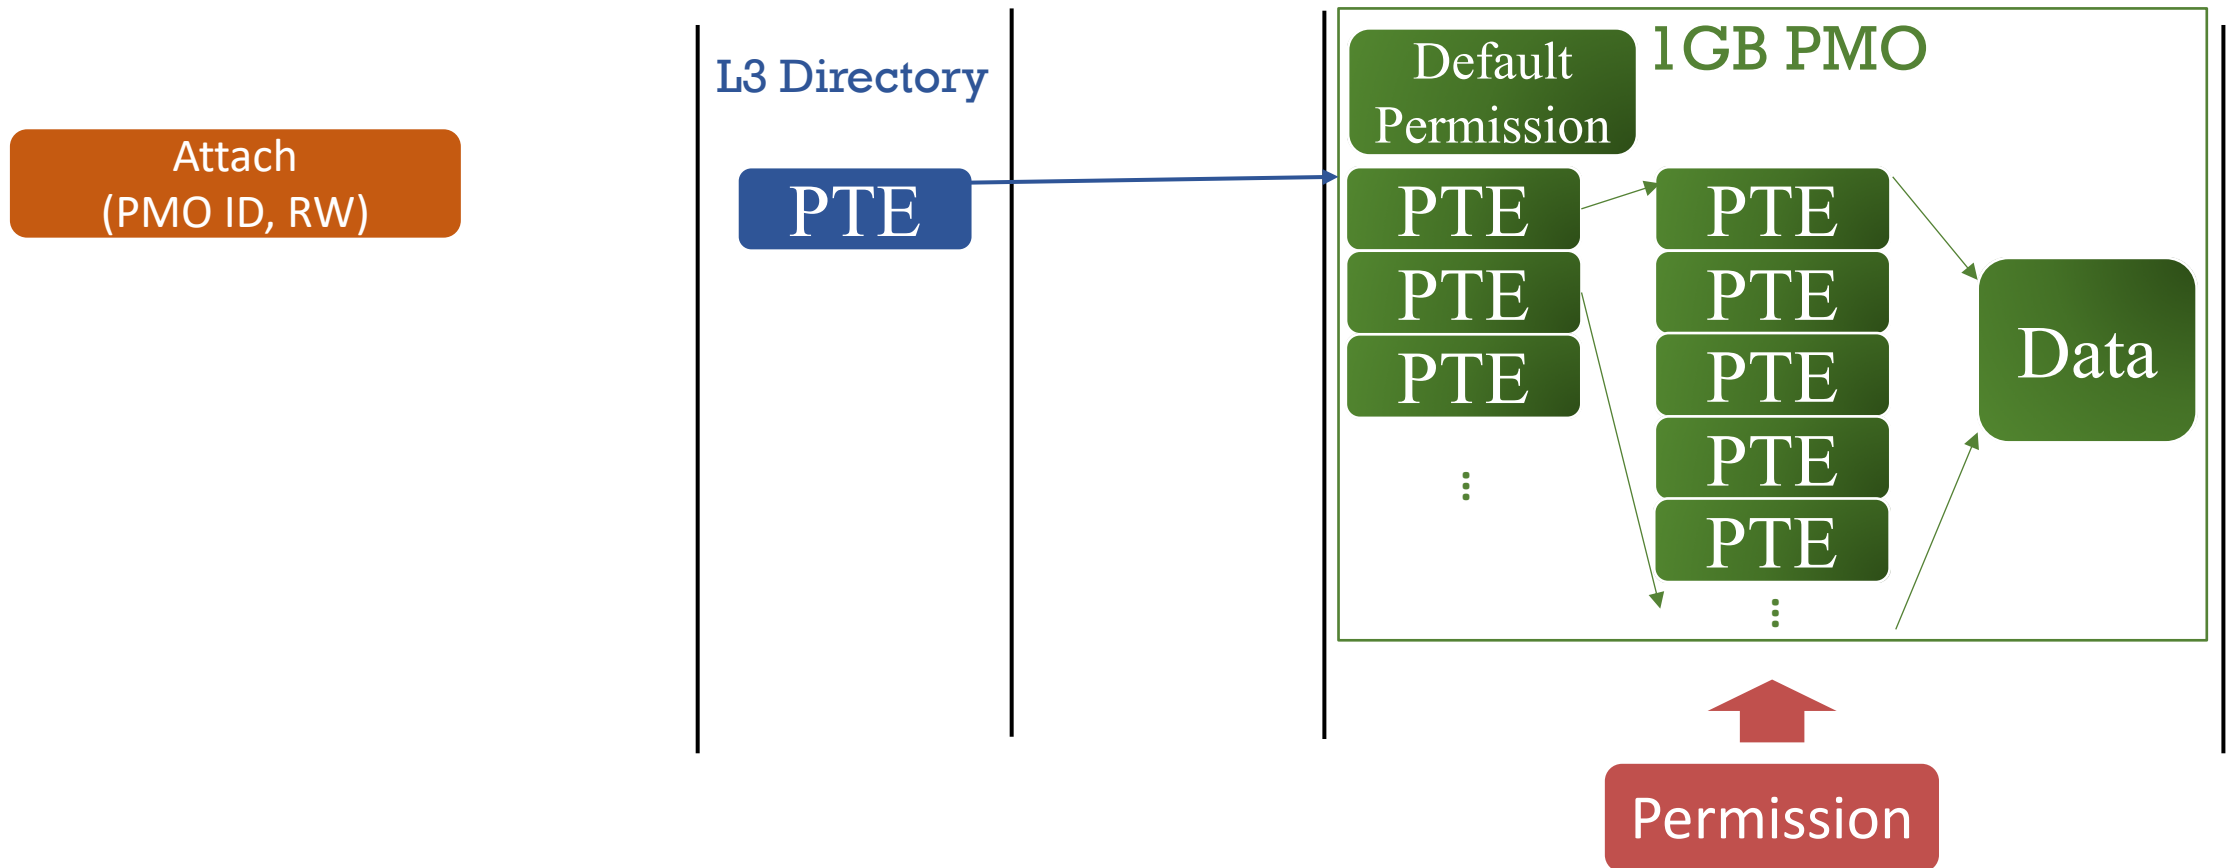 Attach
(PMO ID, RW)
L3 Directory
PTE
1GB PMO
Default
Permission
PTE
PTE
PTE
PTE
PTE
PTE
PTE
PTE
Data
Permission